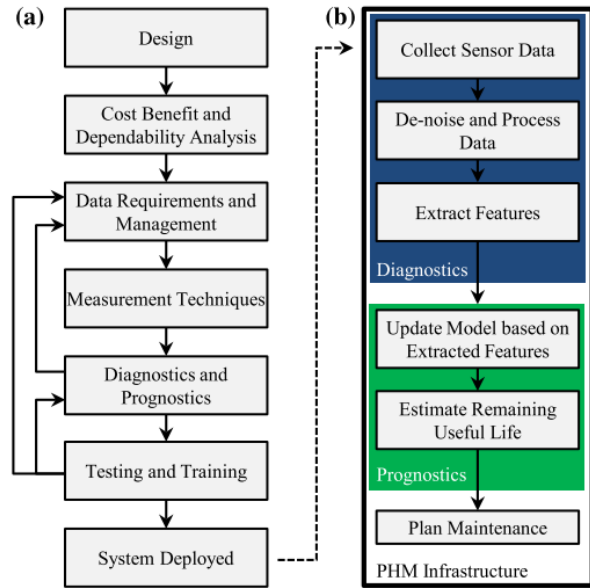 (a)
Design
Cost Benefit and
Dependability Analysis
Data Requirements and
Management
Measurement Techniques
Diagnostics and
Prognostics
Testing and Training
System Deployed
(b)
Collect Sensor Data
De-noise and Process
Data
Extract Features
Diagnostics
Update Model based on
Extracted Features
Estimate Remaining
Useful Life
Prognostics
Plan Maintenance
PHM Infrastructure